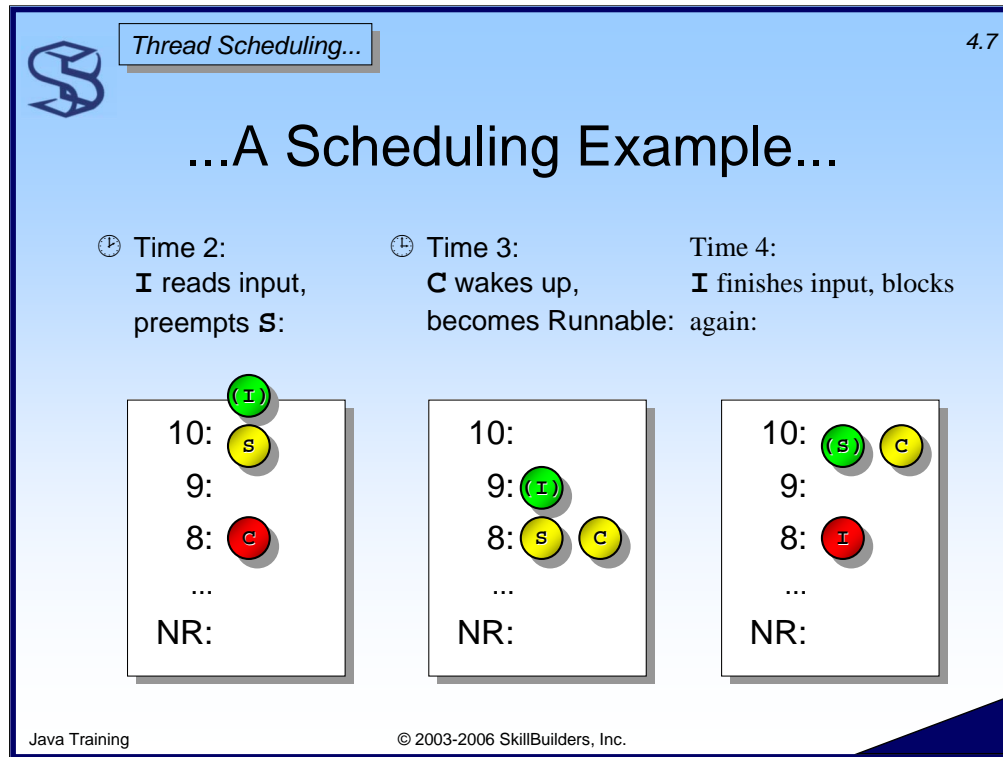 Thread Scheduling...
4.7
...A Scheduling Example...
Time 2:
I reads input,
preempts S:
Time 3:
C wakes up,
becomes Runnable:
Time 4:
I finishes input, blocks
again:
(I)
10: S
9:
8: C
...
NR:
10:
9: (I)
8: S C
...
NR:
10: (S) C
9:
8: I
...
NR:
Java Training
© 2003-2006 SkillBuilders, Inc.